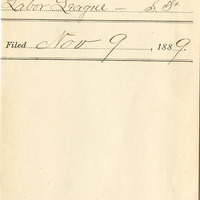 Labor League —
Filed Nov 9, 1889.